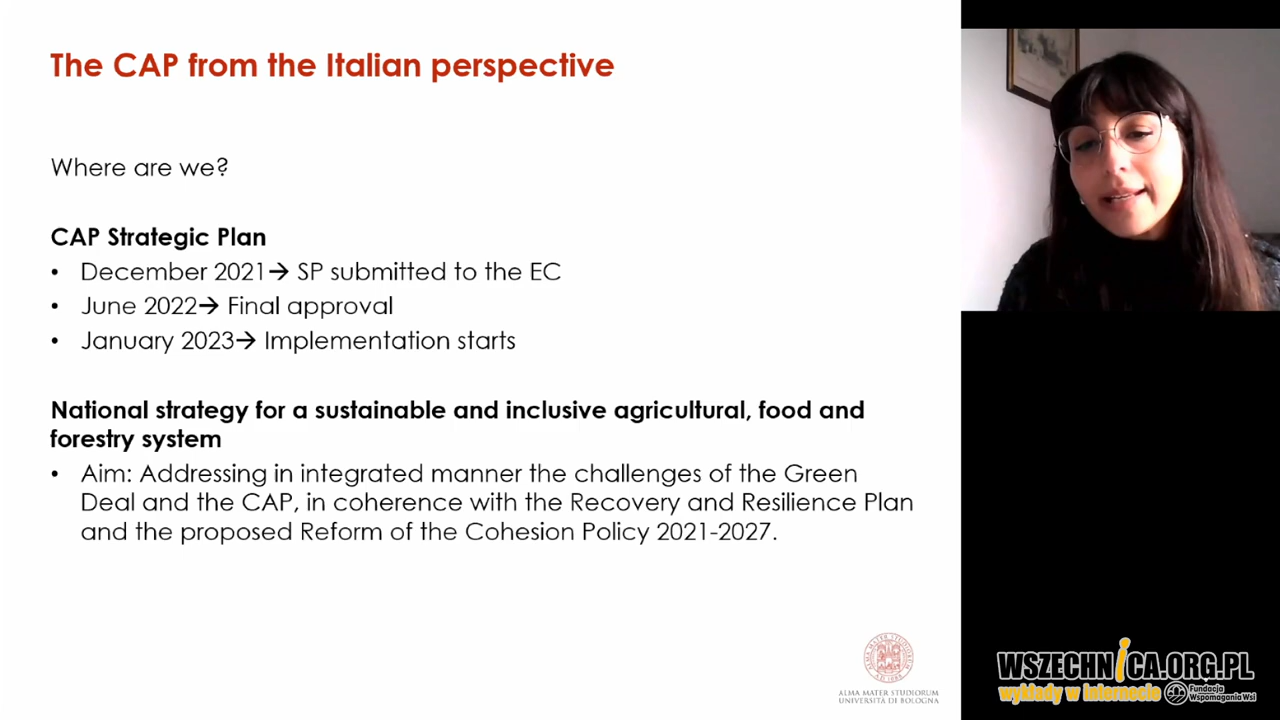 The CAP from the Italian perspective
Where are we?
CAP Strategic Plan
• December 2021→ SP submitted to the EC
• June 2022→ Final approval
• January 2023→ Implementation starts
National strategy for a sustainable and inclusive agricultural, food and
forestry system
• Aim: Addressing in integrated manner the challenges of the Green
Deal and the CAP, in coherence with the Recovery and Resilience Plan
and the proposed Reform of the Cohesion Policy 2021-2027.
ALMA MATER STUDIORUM
UNIVERSITÀ DI BOLOGNA
WSZECHNiCA.ORG.PL
wykłady w internecie
Fundacja
Wspomagania Wsi